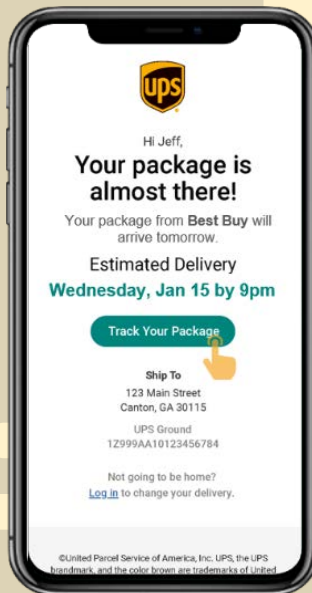 ups
Hi Jeff,
Your package is
almost there!
Your package from Best Buy will
arrive tomorrow.
Estimated Delivery
Wednesday, Jan 15 by 9pm
Track Your Package
Ship To
123 Main Street
Canton, GA 30115
UPS Ground
1Z999AA10123456784
Not going to be home?
Log in to change your delivery.
©United Parcel Service of America, Inc. UPS, the UPS
brandmark, and the color brown are trademarks of United